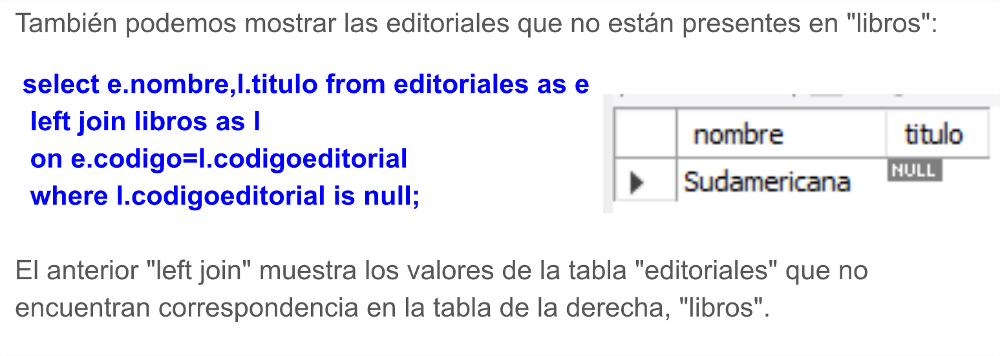 También podemos mostrar las editoriales que no están presentes en "libros":
select e.nombre,l.titulo from editoriales as e
left join libros as l
on e.codigo=l.codigoeditorial
where l.codigoeditorial is null;
nombre titulo
Sudamericana NULL
El anterior "left join" muestra los valores de la tabla "editoriales" que no
encuentran correspondencia en la tabla de la derecha, "libros".